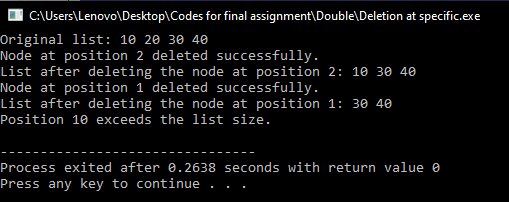 C:\Users\Lenovo\Desktop\Codes for final assignment\Double\Deletion at specific.exe
Original list: 10 20 30 40
Node at position 2 deleted successfully.
List after deleting the node at position 2: 10 30 40
Node at position 1 deleted successfully.
List after deleting the node at position 1: 30 40
Position 10 exceeds the list size.
--------------------------------
Process exited after 0.2638 seconds with return value 0
Press any key to continue . . .